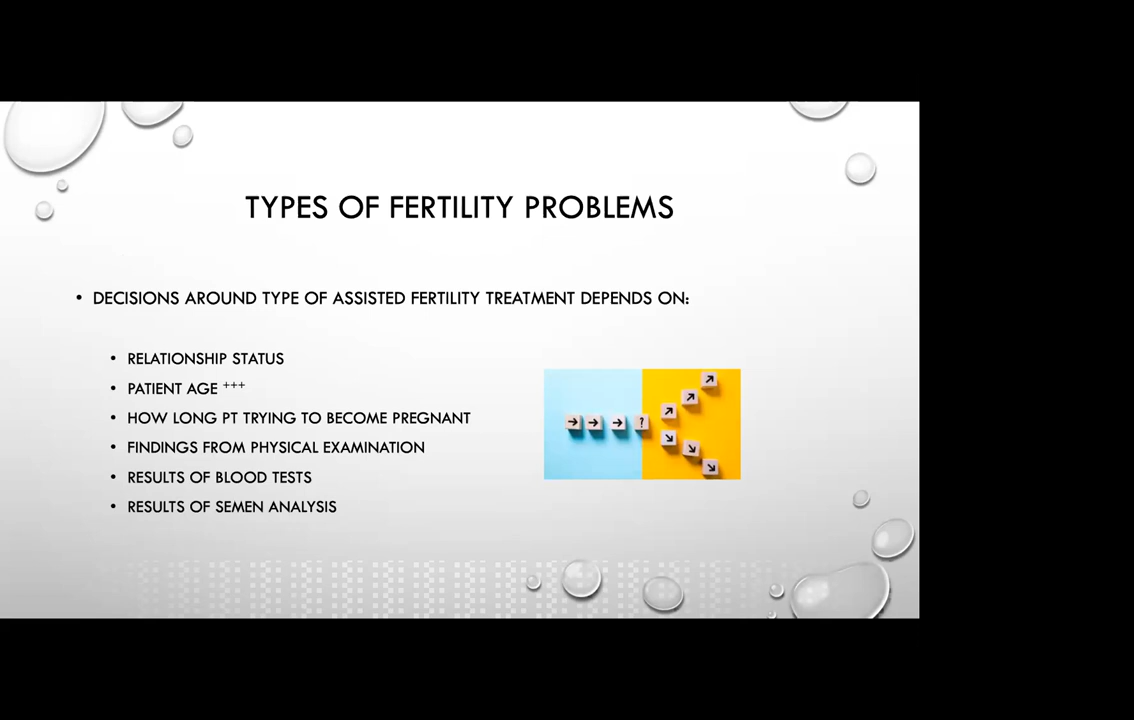 TYPES OF FERTILITY PROBLEMS
• DECISIONS AROUND TYPE OF ASSISTED FERTILITY TREATMENT DEPENDS ON:
• RELATIONSHIP STATUS
• PATIENT AGE +++
• HOW LONG PT TRYING TO BECOME PREGNANT
• FINDINGS FROM PHYSICAL EXAMINATION
• RESULTS OF BLOOD TESTS
• RESULTS OF SEMEN ANALYSIS
?